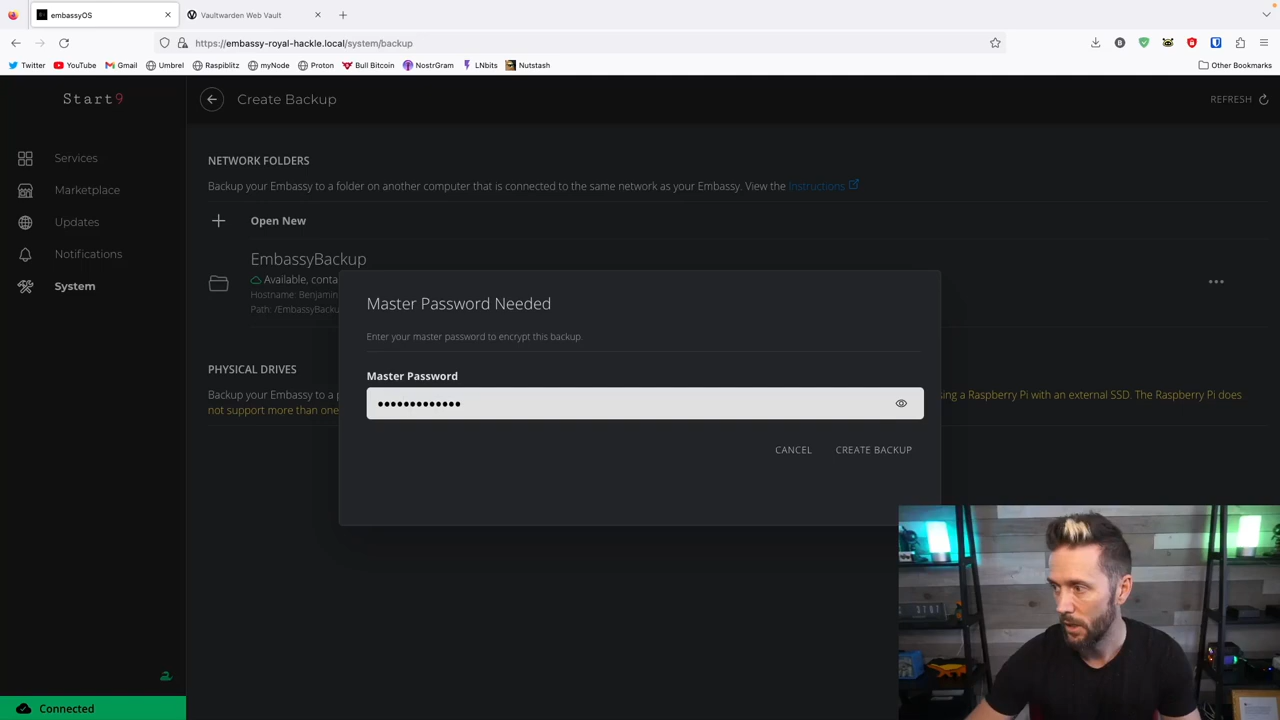 embassyOS
Vaultwarden Web Vault
https://embassy-royal-hackle.local/system/backup
Twitter
YouTube
Gmail
Umbrel
Raspiblitz
myNode
Proton
Bull Bitcoin
NostrGram
LNbits
Nutstash
Other Bookmarks
Start9
Create Backup
REFRESH
Services
Marketplace
Updates
Notifications
System
NETWORK FOLDERS
Backup your Embassy to a folder on another computer that is connected to the same network as your Embassy. View the Instructions
Open New
EmbassyBackup
Available, conta
Hostname: Benjamin
Path: /EmbassyBacku
Master Password Needed
Enter your master password to encrypt this backup.
Master Password
•••••••••••••
CANCEL
CREATE BACKUP
PHYSICAL DRIVES
Backup your Embassy to a p
sing a Raspberry Pi with an external SSD. The Raspberry Pi does
not support more than one
Connected